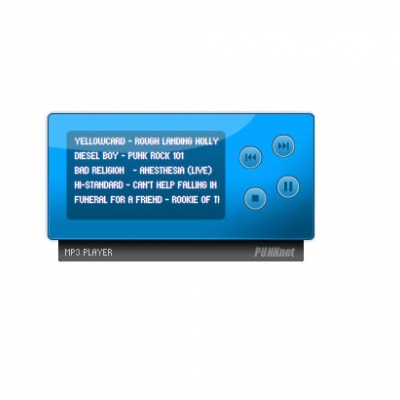 YELLOWCARD - ROUGH LANDING HOLLY
DIESEL BOY - PUNK ROCK 101
BAD RELIGION - ANESTHESIA (LIVE)
HI-STANDARD - CAN'T HELP FALLING IN
FUNERAL FOR A FRIEND - ROOKIE OF T
MP3 PLAYER
PUNKnet